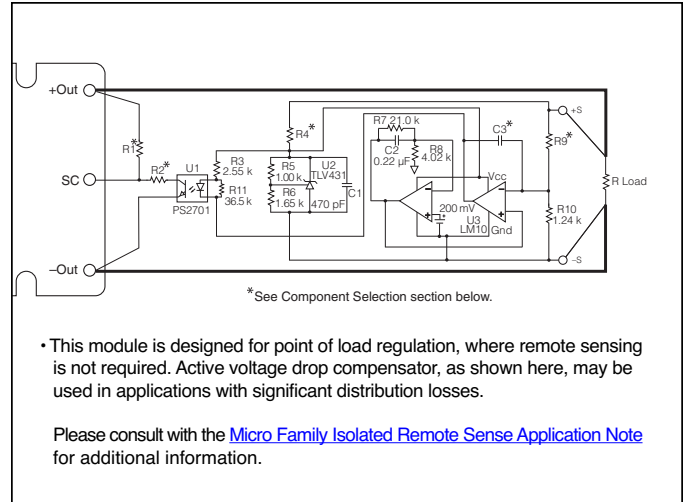 +Out
SC
–Out
R1*
R2*
U1
PS2701
R3
2.55 k
R11
36.5 k
R4*
R5
1.00 k
R6
1.65 k
U2
TLV431
470 pF
C1
R7 21.0 k
C2
0.22 µF
R8
4.02 k
C3*
Vcc
200 mV
U3
LM10
Gnd
+S
R9*
R10
1.24 k
–S
R Load
*See Component Selection section below.
• This module is designed for point of load regulation, where remote sensing
is not required. Active voltage drop compensator, as shown here, may be
used in applications with significant distribution losses.
Please consult with the Micro Family Isolated Remote Sense Application Note
for additional information.